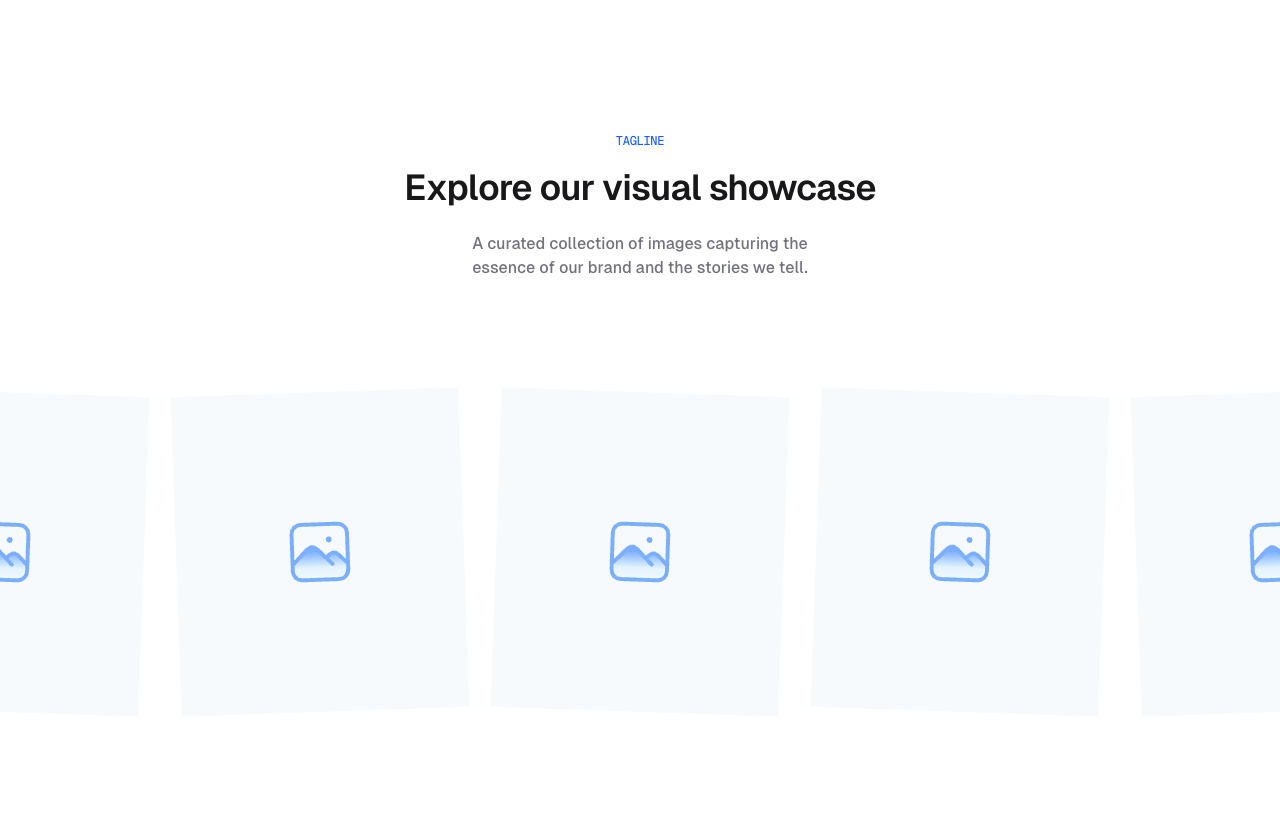 TAGLINE
Explore our visual showcase
A curated collection of images capturing the
essence of our brand and the stories we tell.